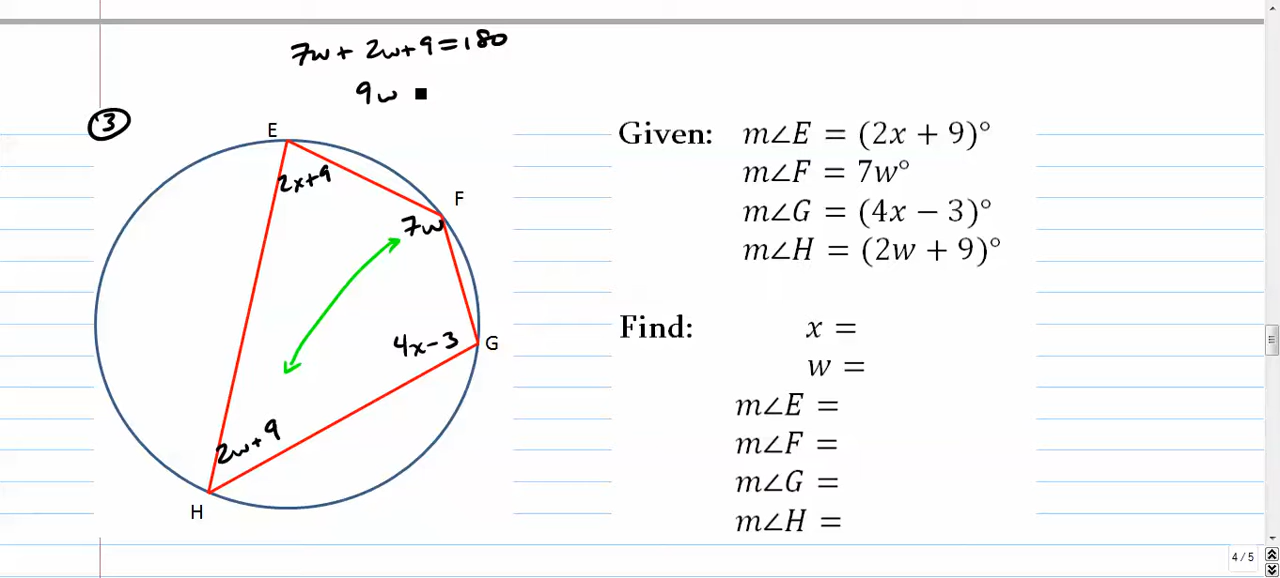 7w + 2w+9 = 180
9w
3
E
2x+9
F
7w
4x-3
G
2w+9
H
Given: m∠E = (2x + 9)°
m∠F = 7w°
m∠G = (4x − 3)°
m∠H = (2w + 9)°
Find: x =
w =
m∠E =
m∠F =
m∠G =
m∠H =
4 / 5